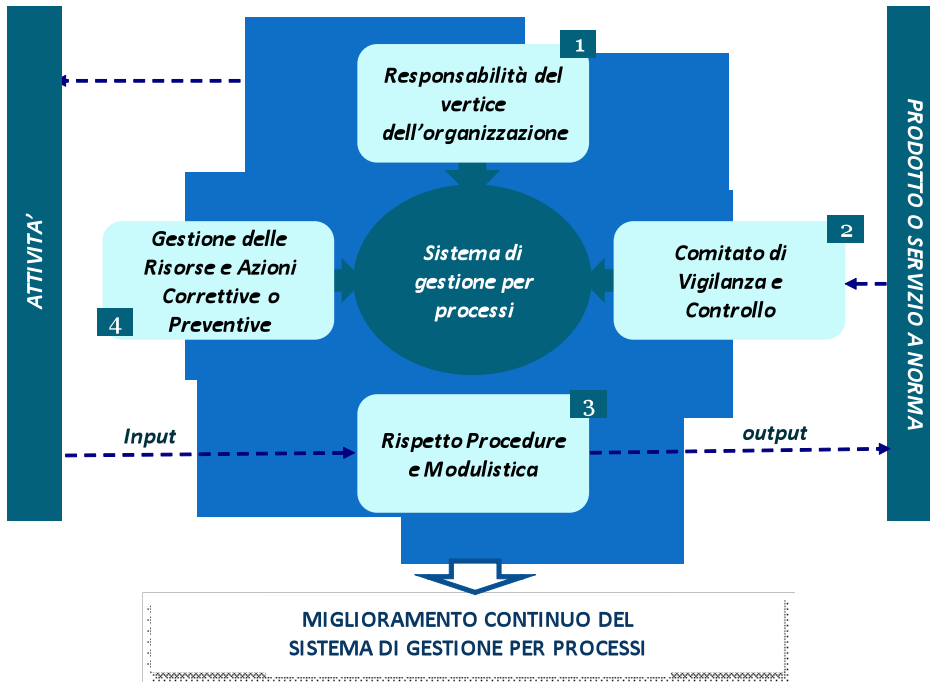 ATTIVITA'
1
Responsabilità del
vertice
dell'organizzazione
PRODOTTO O SERVIZIO A NORMA
Gestione delle
Risorse e Azioni
Correttive o
Preventive
4
Sistema di
gestione per
processi
2
Comitato di
Vigilanza e
Controllo
Input
3
Rispetto Procedure
e Modulistica
output
MIGLIORAMENTO CONTINUO DEL
SISTEMA DI GESTIONE PER PROCESSI